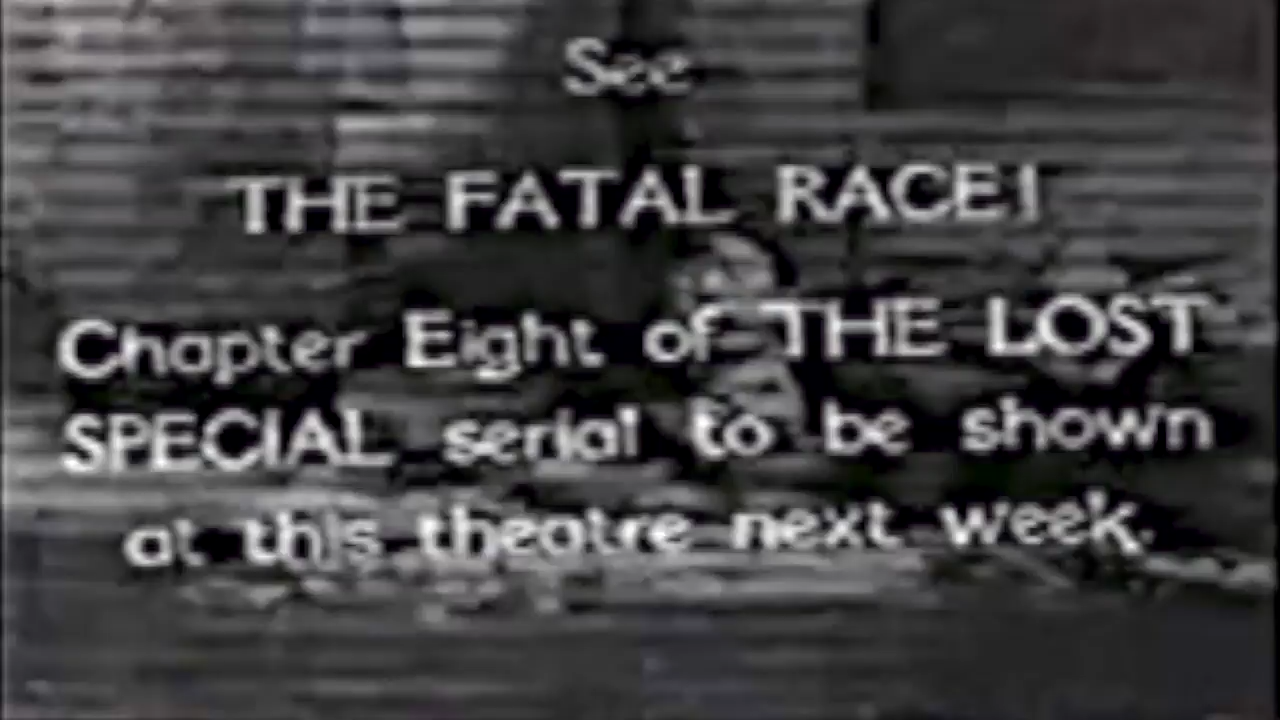 See
THE FATAL RACE!
Chapter Eight of THE LOST
SPECIAL serial to be shown
at this theatre next week.